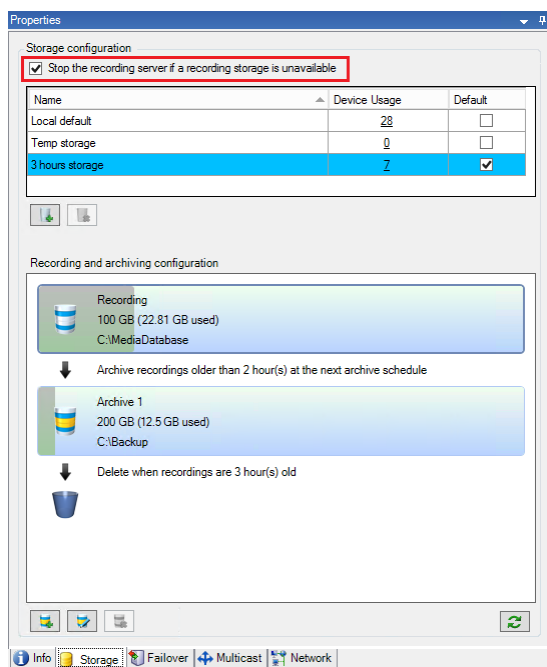 Properties
Storage configuration
Stop the recording server if a recording storage is unavailable
Name Device Usage Default
Local default 28
Temp storage 0
3 hours storage 7
Recording and archiving configuration
Recording
100 GB (22.81 GB used)
C:\MediaDatabase
Archive recordings older than 2 hour(s) at the next archive schedule
Archive 1
200 GB (12.5 GB used)
C:\Backup
Delete when recordings are 3 hour(s) old
Info Storage Failover Multicast Network